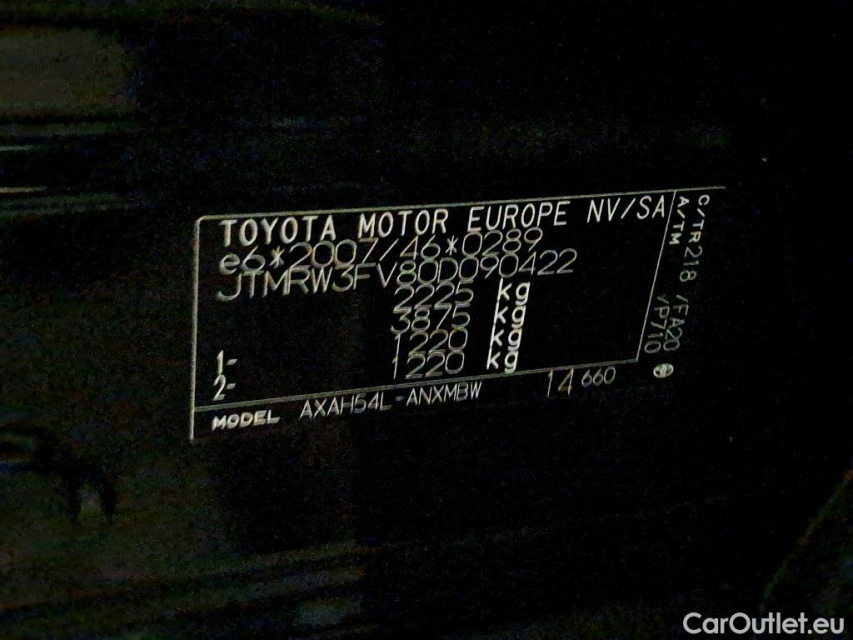 TOYOTA MOTOR EUROPE NV/SA
e6*2007/46*0289
JTMRW3FV80D090422
2225 kg
3875 kg
1- 1220 kg
2- 1220 kg
MODEL AXAH54L-ANXMBW 14 660
C/TR 218 /FA20
A/TM /P710
CarOutlet.eu